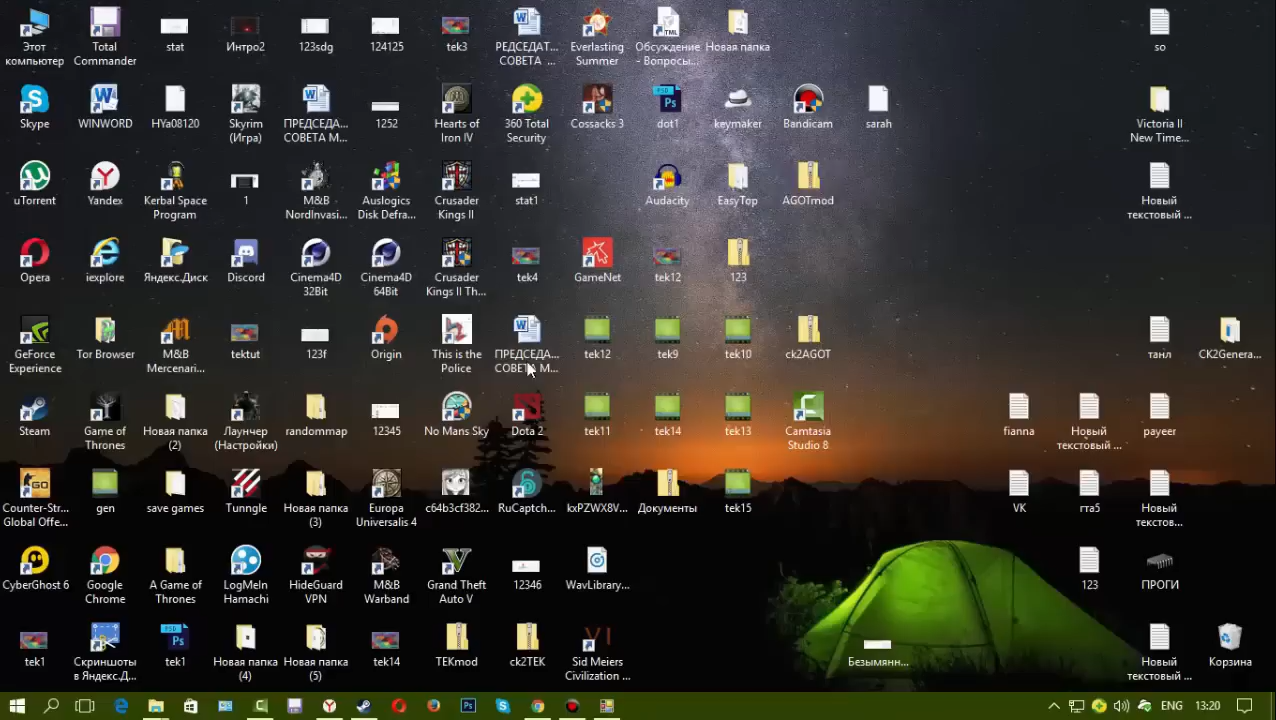 Этот
компьютер
Total
Commander
stat
Интро2
123sdg
124125
tek3
РЕДСЕДАТ...
СОВЕТА ...
Everlasting
Summer
TML
Обсуждение
- Вопросы...
Новая папка
so
Skype
WINWORD
HYa08120
Skyrim
(Игра)
ПРЕДСЕДА...
СОВЕТА М...
1252
Hearts of
Iron IV
360 Total
Security
Cossacks 3
PSD
Ps
dot1
keymaker
Bandicam
sarah
Victoria II
New Time...
uTorrent
Yandex
Kerbal Space
Program
1
M&B
NordInvasi...
Auslogics
Disk Defra...
Crusader
Kings II
stat1
Audacity
EasyTop
AGOTmod
Новый
текстовый ...
Opera
iexplore
Яндекс.Диск
Discord
Cinema4D
32Bit
Cinema4D
64Bit
Crusader
Kings II Th...
tek4
GameNet
tek12
123
GeForce
Experience
Tor Browser
M&B
Mercenari...
tektut
123f
Origin
This is the
Police
ПРЕДСЕДА...
СОВЕТА М...
tek12
tek9
tek10
ck2AGOT
танл
CK2Genera...
Steam
Game of
Thrones
Новая папка
(2)
Лаунчер
(Настройки)
randommap
12345
No Mans Sky
Dota 2
tek11
tek14
tek13
Camtasia
Studio 8
fianna
Новый
текстовый ...
payeer
Counter-Str...
Global Offe...
gen
save games
Tunngle
Новая папка
(3)
Europa
Universalis 4
c64b5ef382...
RuCaptch...
kxPZWX8V...
Документы
tek15
VK
гта5
Новый
текстов...
CyberGhost 6
Google
Chrome
A Game of
Thrones
LogMeIn
Hamachi
HideGuard
VPN
M&B
Warband
Grand Theft
Auto V
12346
WavLibrary...
123
ПРОГИ
tek1
Скриншоты
в Яндекс.Д...
PSD
Ps
tek1
Новая папка
(4)
Новая папка
(5)
tek14
TEKmod
ck2TEK
Sid Meiers
Civilization ...
Безымянн...
Новый
текстовый ...
Корзина
ENG
13:20